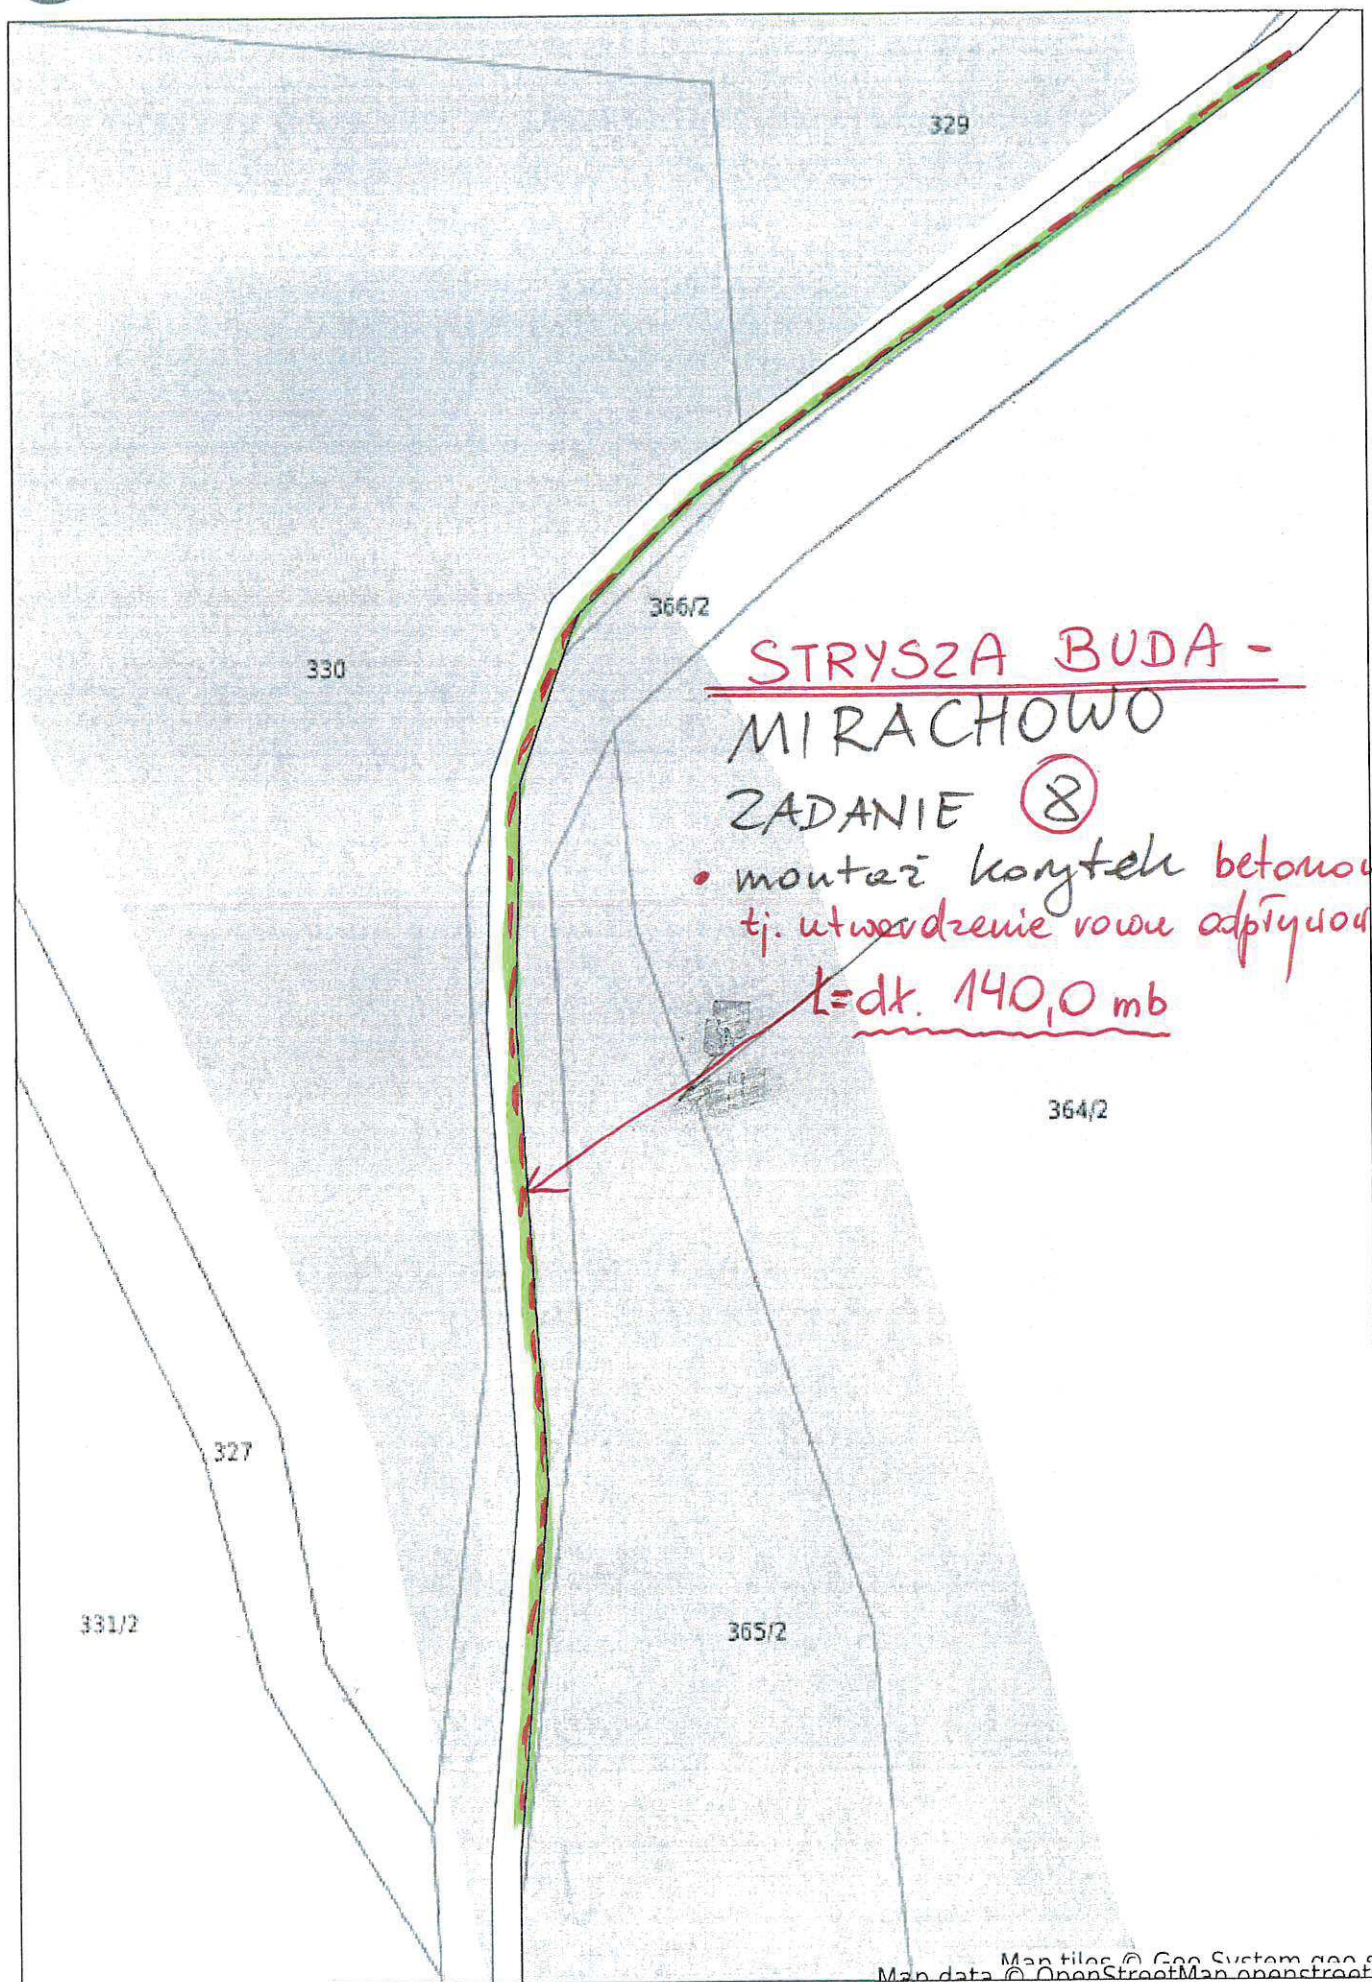 329
366/2
330
STRYSZA BUDA -
MIRACHOWO
ZADANIE 8
• montaż korytek betonow
tj. utwardzenie rowu odpływow
L=dł. 140,0 mb
364/2
327
331/2
365/2
Map tiles © Geo System geo.s
Map data © OpenStreetMap openstreet